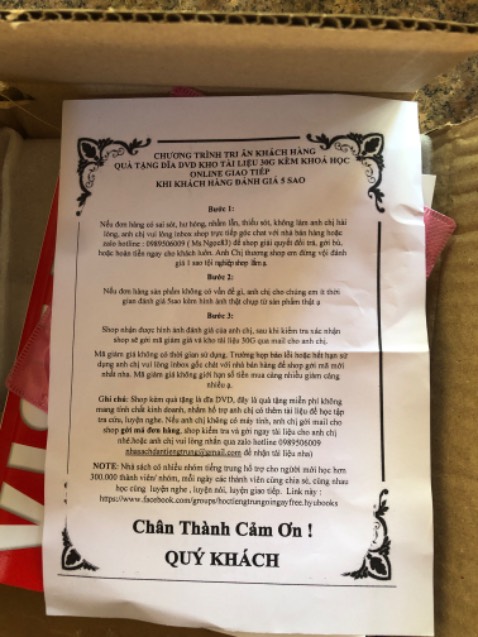 CHƯƠNG TRÌNH TRI ÂN KHÁCH HÀNG
QUÀ TẶNG DĨA DVD KHO TÀI LIỆU 30G KÈM KHOÁ HỌC
ONLINE GIAO TIẾP
KHI KHÁCH HÀNG ĐÁNH GIÁ 5 SAO
Bước 1:
Nếu đơn hàng có sai sót, hư hỏng, nhầm lẫn, thiếu sót, không làm anh chị hài
lòng, anh chị vui lòng inbox shop trực tiếp góc chat với nhà bán hàng hoặc
zalo hotline : 0989506009 ( Ms.Ngọc83) để shop giải quyết đổi trả, gởi bù,
hoặc hoàn tiền ngay cho khách luôn. Anh Chị thương shop em đừng vội đánh
giá 1 sao tội nghiệp shop lắm ạ.
Bước 2:
Nếu đơn hàng sản phẩm không có vấn đề gì, anh chị cho chúng em ít thời
gian đánh giá 5sao kèm hình ảnh thật chụp từ sản phẩm thật ạ
Bước 3:
Shop nhận được hình ảnh đánh giá của anh chị, sau khi kiểm tra xác nhận
shop sẽ gởi mã giảm giá và kho tài liệu 30G qua mail cho anh chị.
Mã giảm giá không có thời gian sử dụng. Trường hợp báo lỗi hoặc hết hạn sử
dụng anh chị vui lòng inbox gốc chat với nhà bán hàng để shop gởi mã mới
nhất nha. Mã giảm giá không giới hạn số tiền mua càng nhiều giảm càng
nhiều ạ.
Ghi chú: Shop kèm quà tặng là dĩa DVD, đây là quà tặng miễn phí không
mang tính chất kinh doanh, nhằm hỗ trợ anh chị có thêm tài liệu để học tập
tra cứu, luyện nghe. Nếu anh chị không có máy tính, anh chị gởi mail cho
shop gởi mã đơn hàng, shop kiểm tra và gởi ngay tài liệu cho anh chị
nhé.hoặc anh chị vui lòng nhắn qua zalo hotline 0989506009
nhasachdantiengtrung@gmail.com để nhận tài liệu nha)
NOTE: Nhà sách có nhiều nhóm tiếng trung hỗ trợ cho người mới học hơn
300.000 thành viên/ nhóm, mỗi ngày các thành viên cùng chia sẻ, cùng nhau
học cùng luyện nghe , luyện nói, luyện giao tiếp. Link này :
https://www.facebook.com/groups/hoctiengtrungmingayfree.hyubooks
Chân Thành Cảm Ơn !
QUÝ KHÁCH